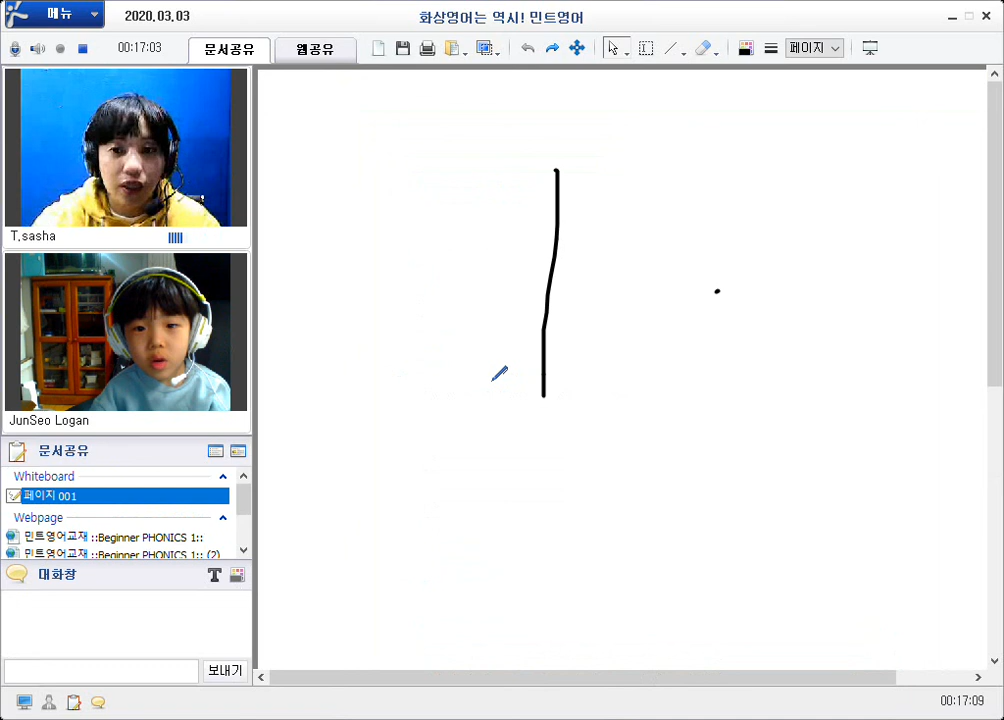 메뉴
2020.03.03
화상영어는 역시! 민트영어
00:17:03
문서공유
웹공유
페이지
T.sasha
JunSeo Logan
문서공유
Whiteboard
페이지 001
Webpage
민트영어교재 ::Beginner PHONICS 1::
민트영어교재 ::Beginner PHONICS 1:: (2)
대화창
T
보내기
00:17:09